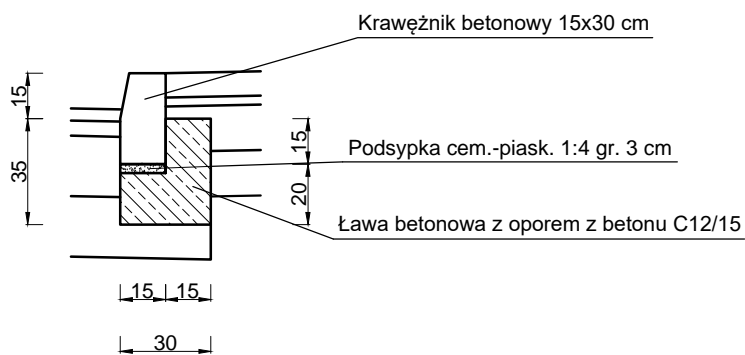 Krawężnik betonowy 15x30 cm
15
35
15
20
Podsypka cem.-piask. 1:4 gr. 3 cm
Ława betonowa z oporem z betonu C12/15
15
15
30